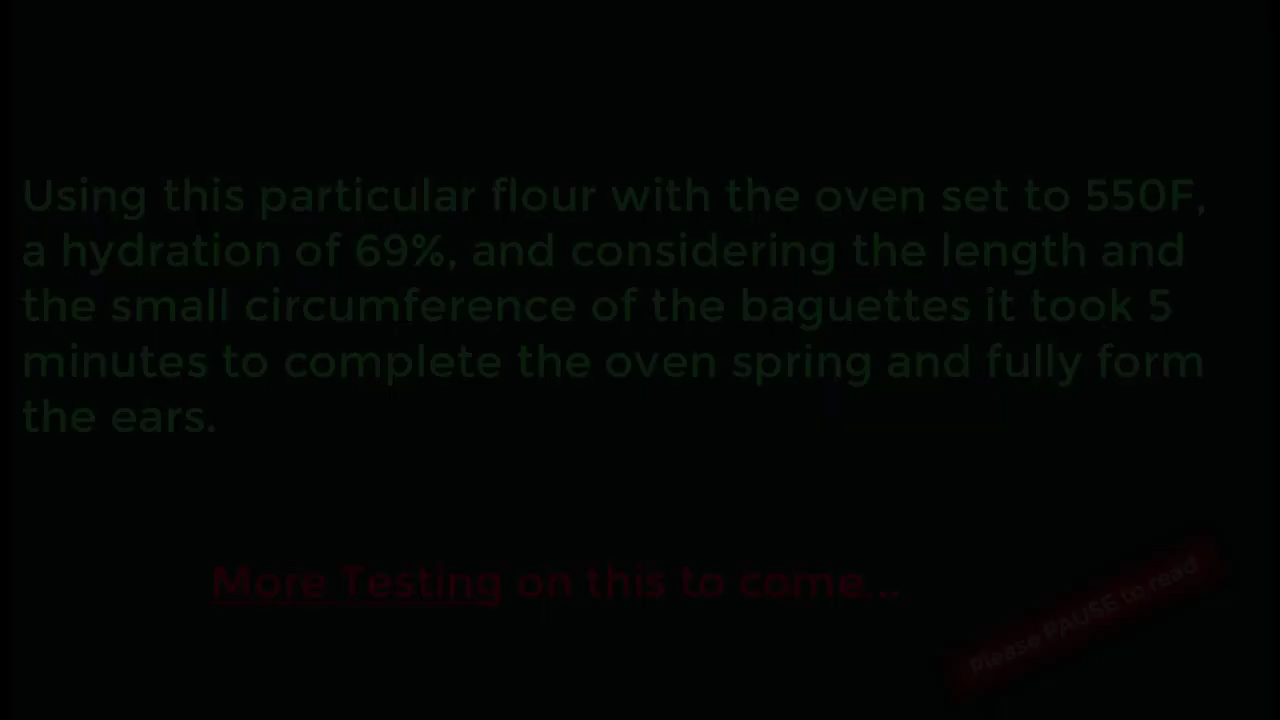 Using this particular flour with the oven set to 550F,
a hydration of 69%, and considering the length and
the small circumference of the baguettes it took 5
minutes to complete the oven spring and fully form
the ears.
More Testing on this to come...
Please PAUSE to read